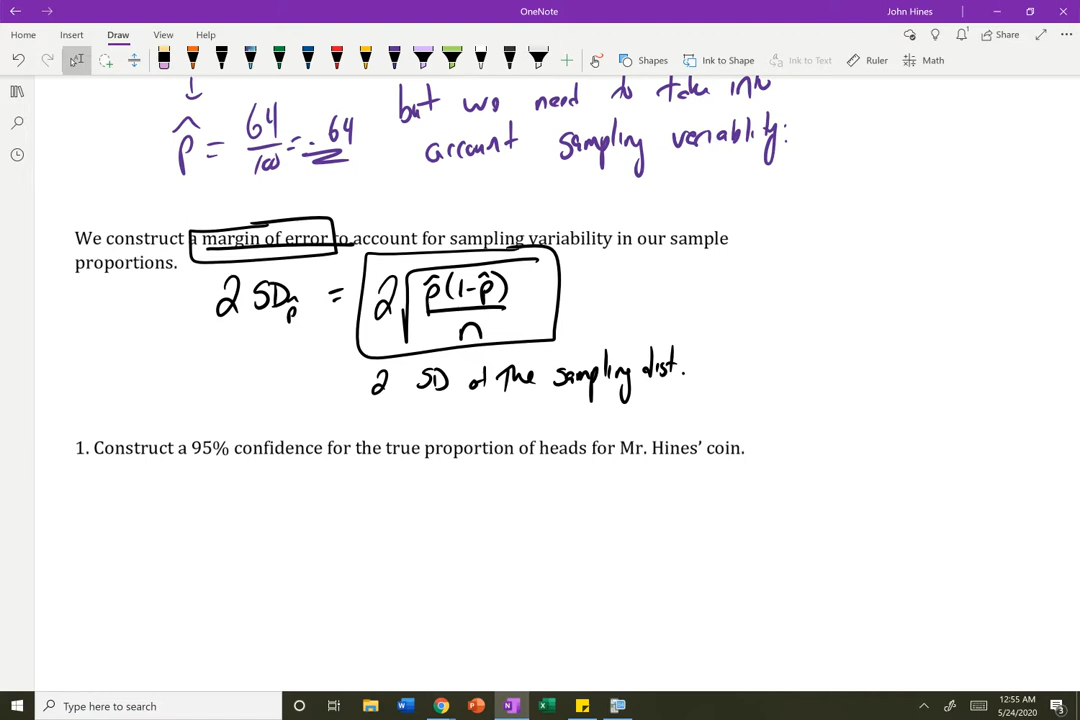 OneNote
John Hines
Home Insert Draw View Help
Share
Shapes Ink to Shape Ink to Text Ruler Math
but we need to take into
p̂ = 64/100 = .64
account sampling variability:
We construct a margin of error to account for sampling variability in our sample
proportions.
2 SDp̂ = 2√(p̂(1-p̂)/n)
2 SD of the sampling dist.
1. Construct a 95% confidence for the true proportion of heads for Mr. Hines' coin.
Type here to search
12:55 AM
5/24/2020
3